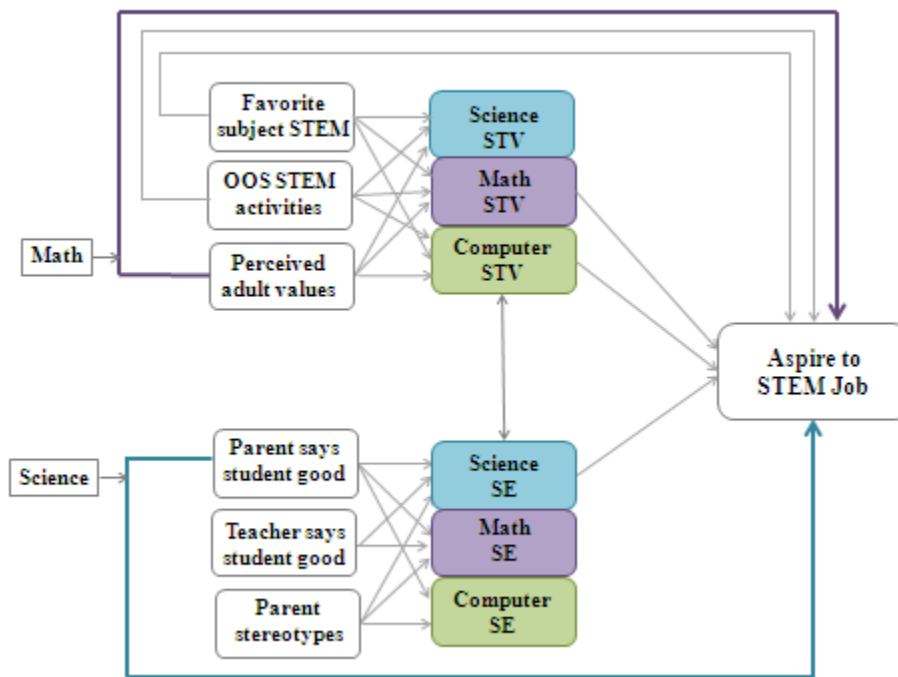 Favorite
subject STEM
OOS STEM
activities
Perceived
adult values
Math
Science
STV
Math
STV
Computer
STV
Aspire to
STEM Job
Parent says
student good
Science
Teacher says
student good
Parent
stereotypes
Science
SE
Math
SE
Computer
SE